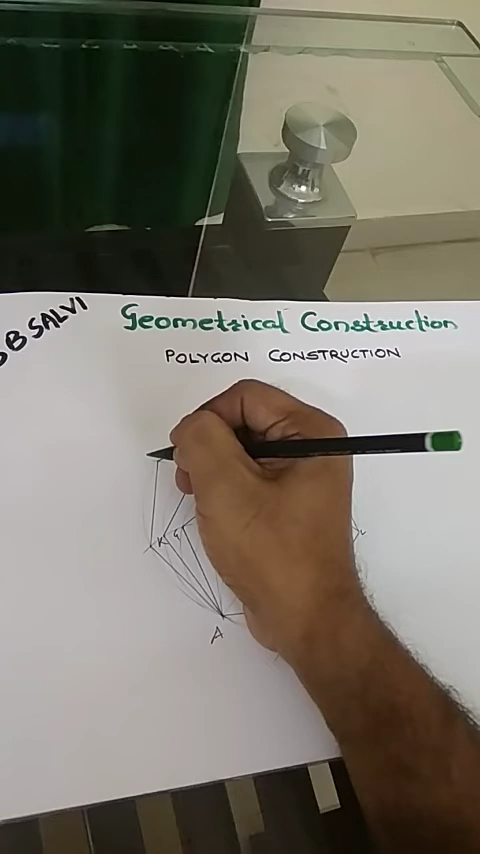 B SALVI
Geometrical Construction
POLYGON CONSTRUCTION
K G
A